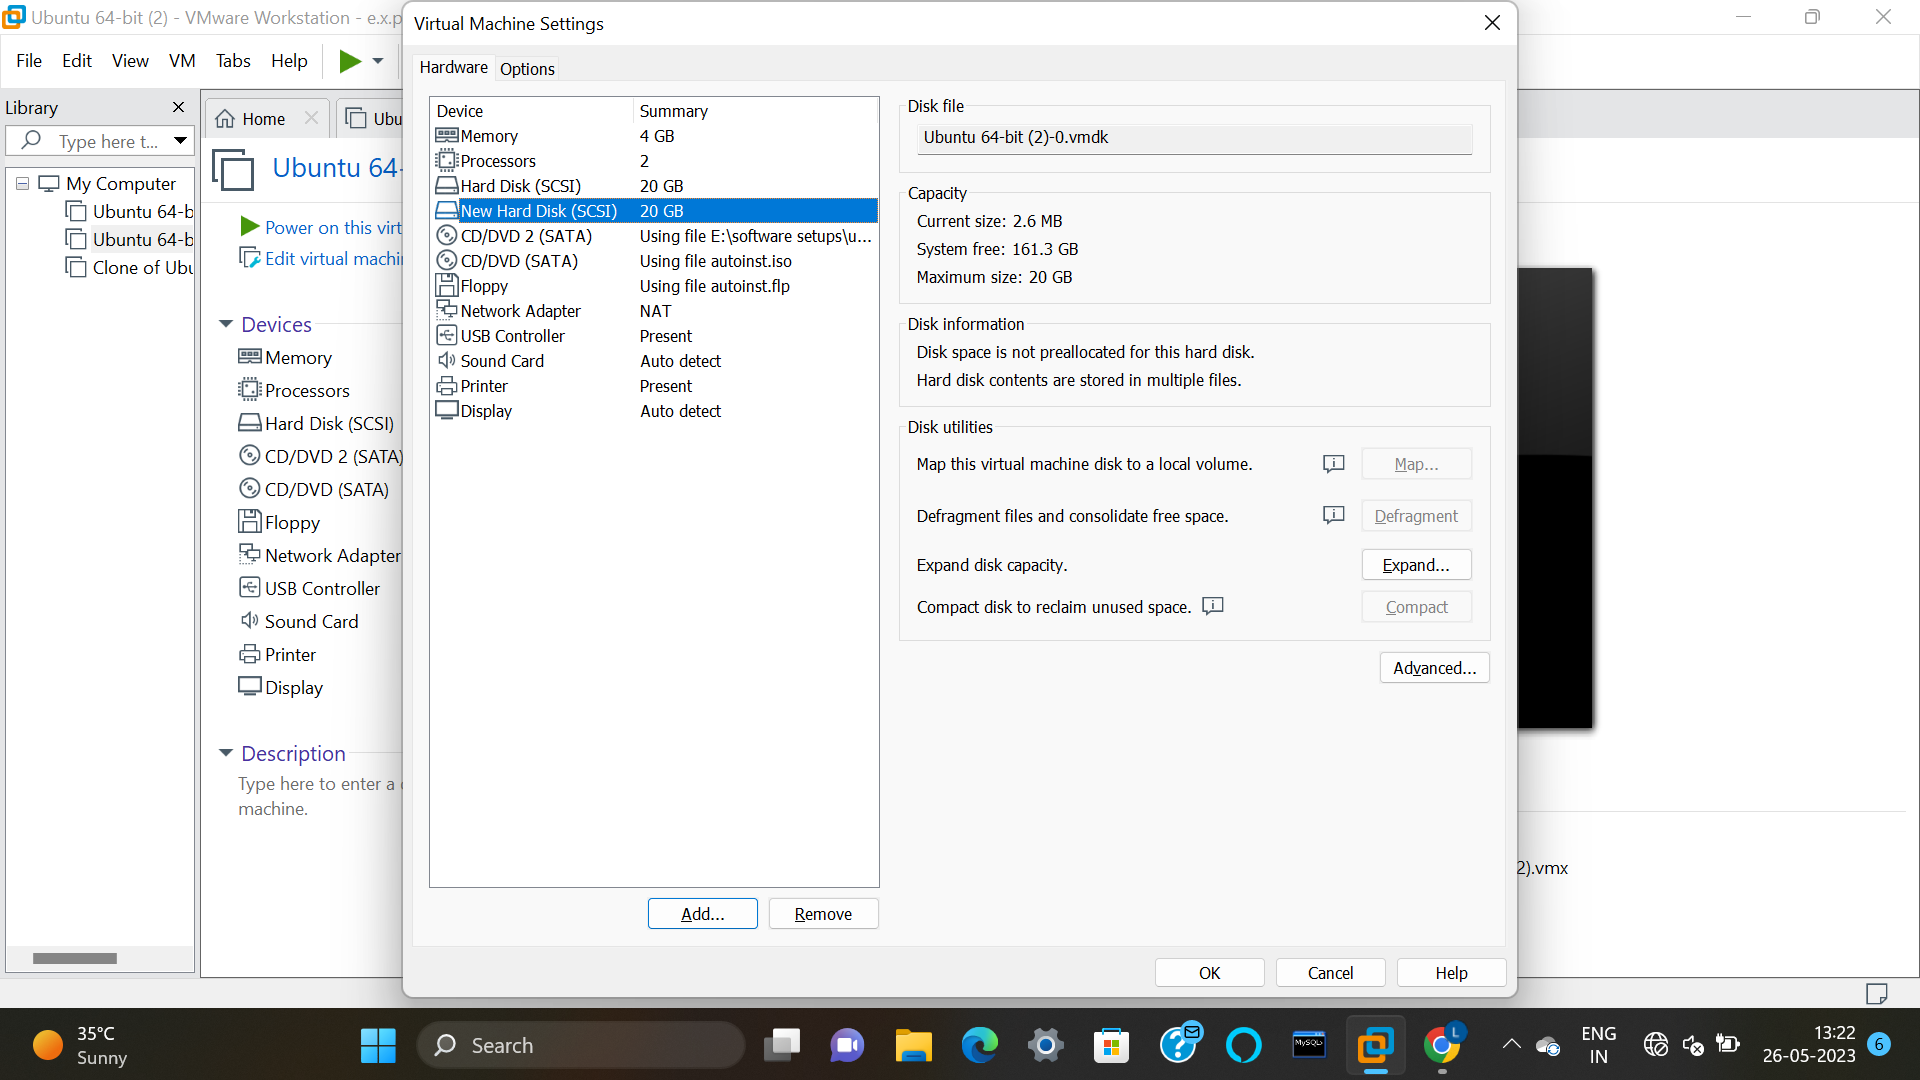 Ubuntu 64-bit (2) - VMware Workstation - e.x.p
File Edit View VM Tabs Help
Library
Type here t...
My Computer
Ubuntu 64-b
Ubuntu 64-b
Clone of Ubu
Home
Ubu
Ubuntu 64-
Power on this virt
Edit virtual machin
Devices
Memory
Processors
Hard Disk (SCSI)
CD/DVD 2 (SATA)
CD/DVD (SATA)
Floppy
Network Adapter
USB Controller
Sound Card
Printer
Display
Description
Type here to enter a
machine.
Virtual Machine Settings
Hardware Options
Device Summary
Memory 4 GB
Processors 2
Hard Disk (SCSI) 20 GB
New Hard Disk (SCSI) 20 GB
CD/DVD 2 (SATA) Using file E:\software setups\u...
CD/DVD (SATA) Using file autoinst.iso
Floppy Using file autoinst.flp
Network Adapter NAT
USB Controller Present
Sound Card Auto detect
Printer Present
Display Auto detect
Add... Remove
Disk file
Ubuntu 64-bit (2)-0.vmdk
Capacity
Current size: 2.6 MB
System free: 161.3 GB
Maximum size: 20 GB
Disk information
Disk space is not preallocated for this hard disk.
Hard disk contents are stored in multiple files.
Disk utilities
Map this virtual machine disk to a local volume. Map...
Defragment files and consolidate free space. Defragment
Expand disk capacity. Expand...
Compact disk to reclaim unused space. Compact
Advanced...
OK Cancel Help
2).vmx
35°C
Sunny
Search
MySQL
L
ENG
IN
13:22
26-05-2023
6